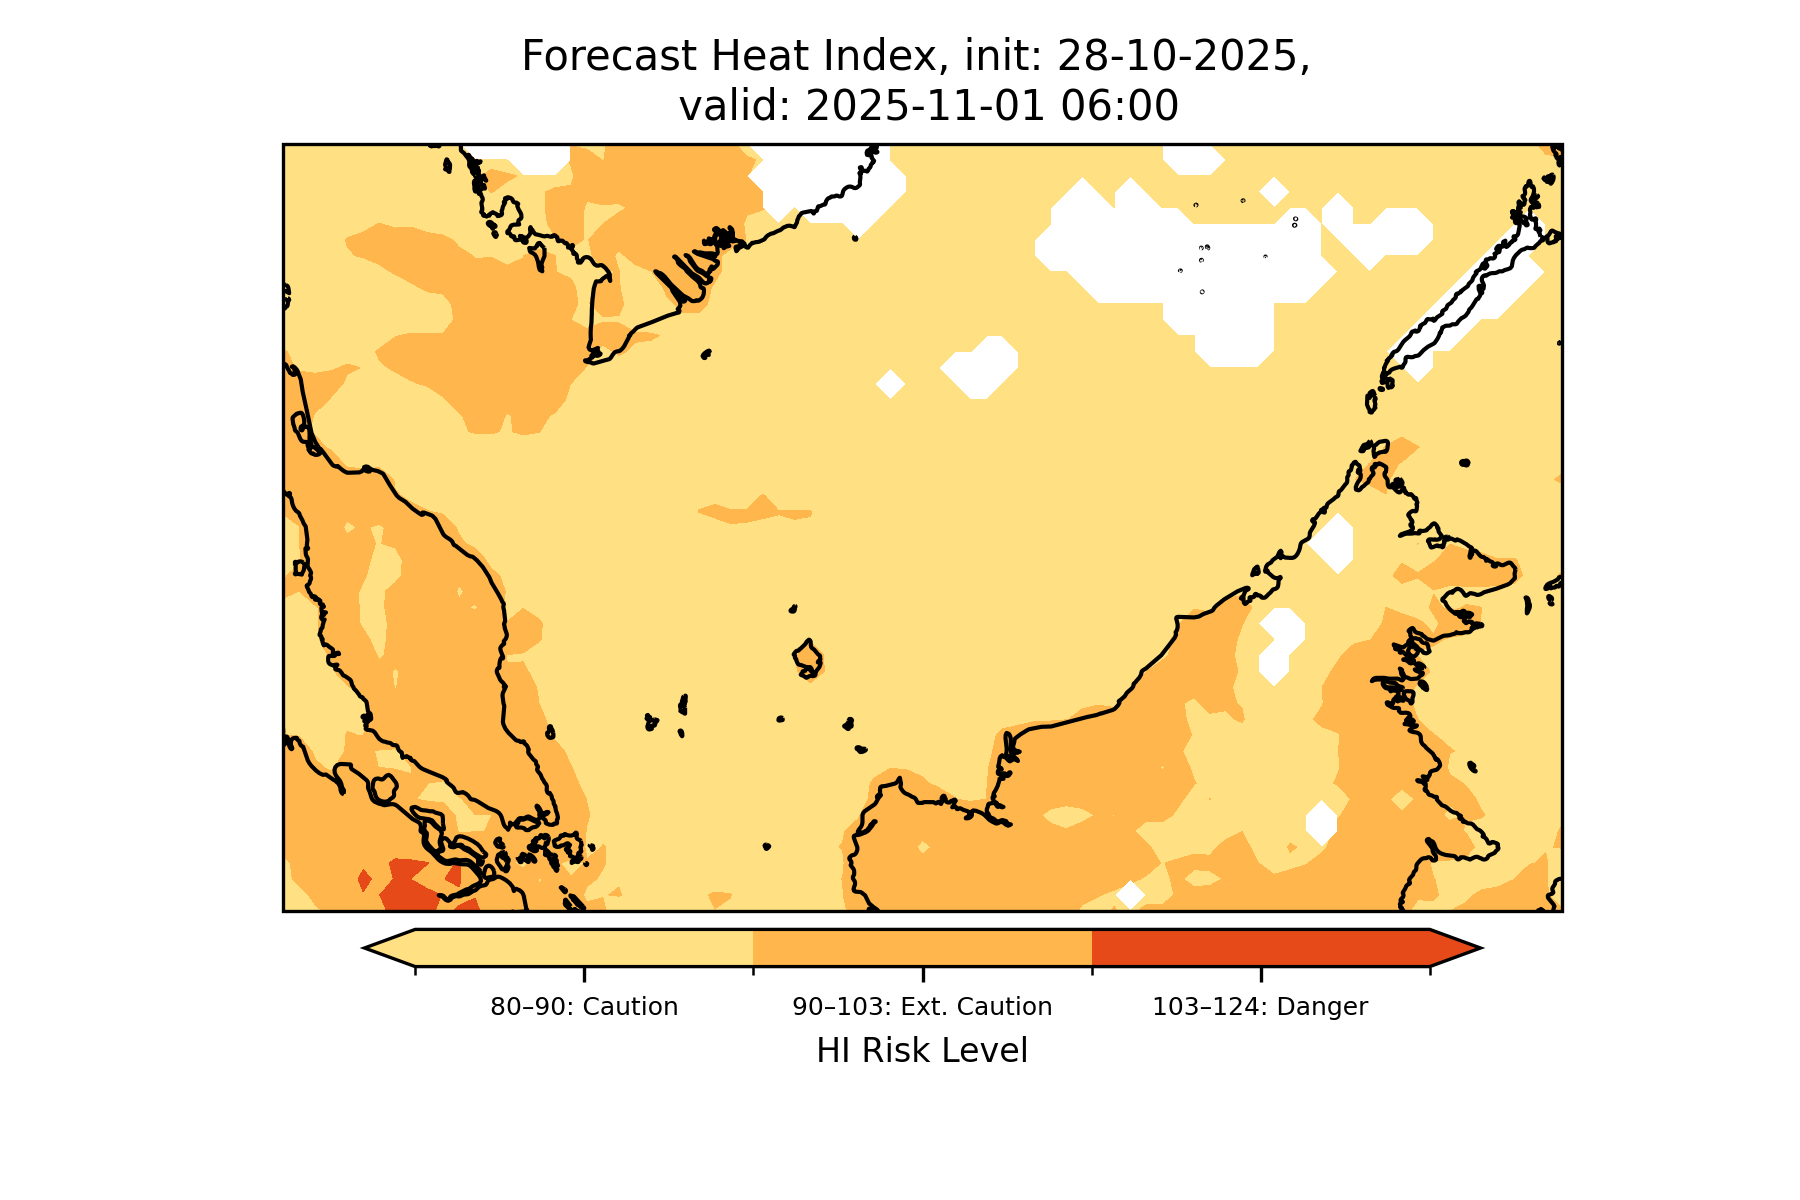 Forecast Heat Index, init: 28-10-2025,
valid: 2025-11-01 06:00
80–90: Caution
90–103: Ext. Caution
103–124: Danger
HI Risk Level